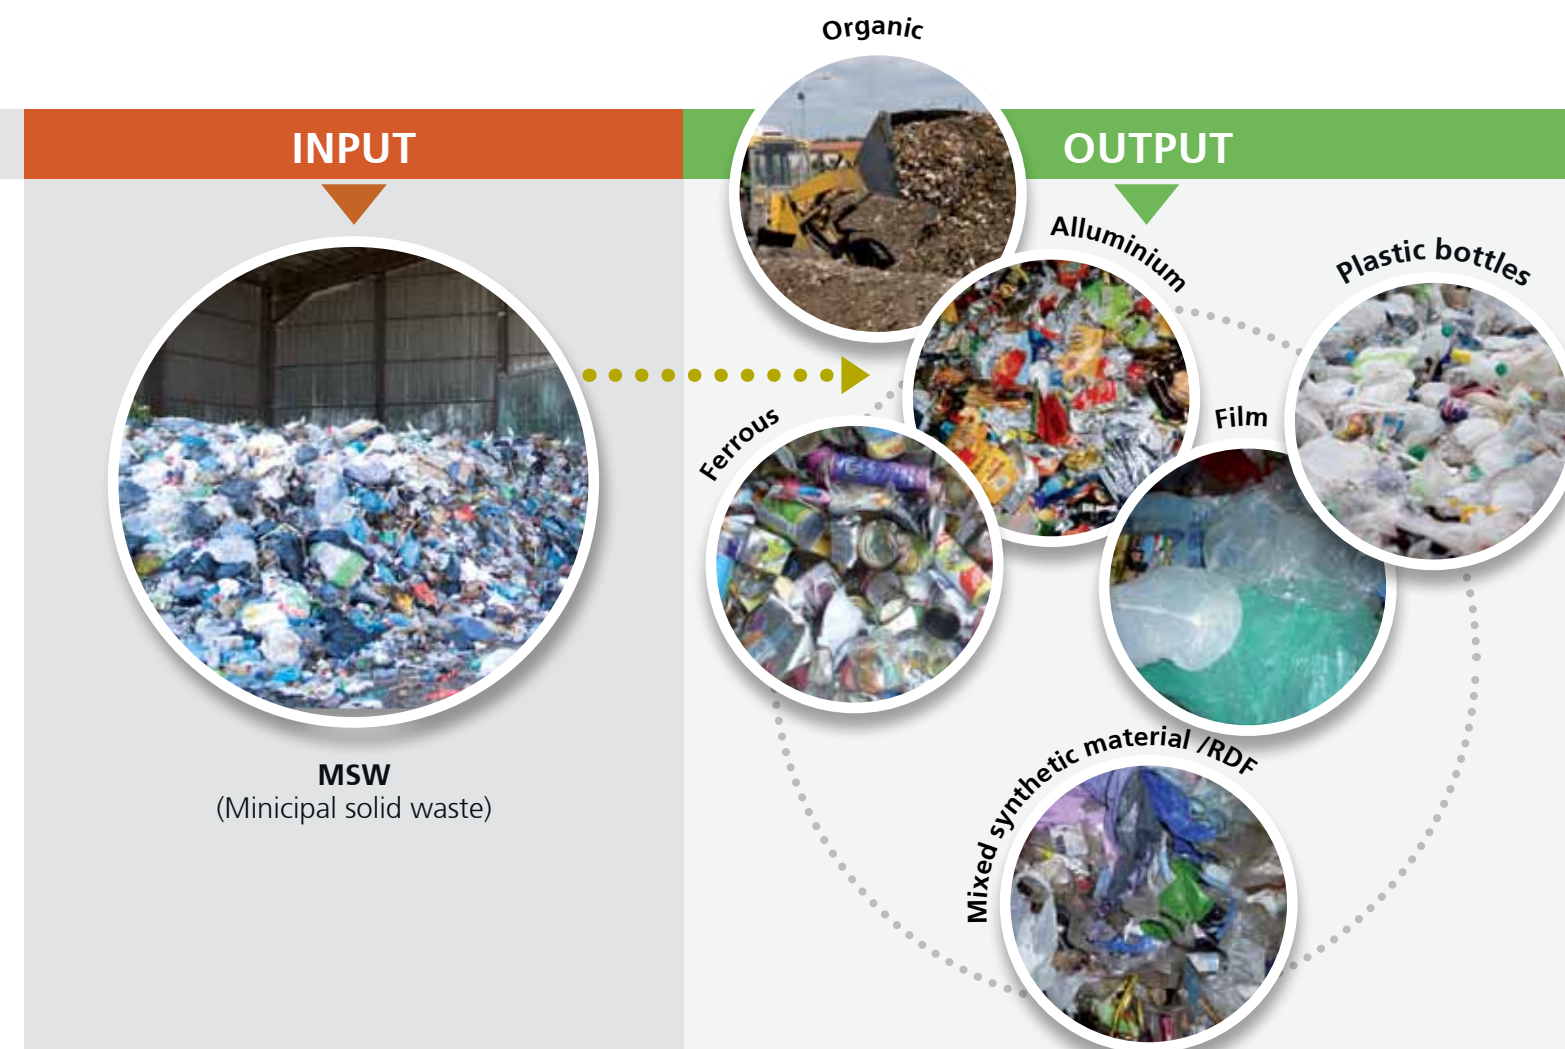 Organic
INPUT
OUTPUT
Alluminium
Plastic bottles
Ferrous
Film
MSW
(Minicipal solid waste)
Mixed synthetic material /RDF